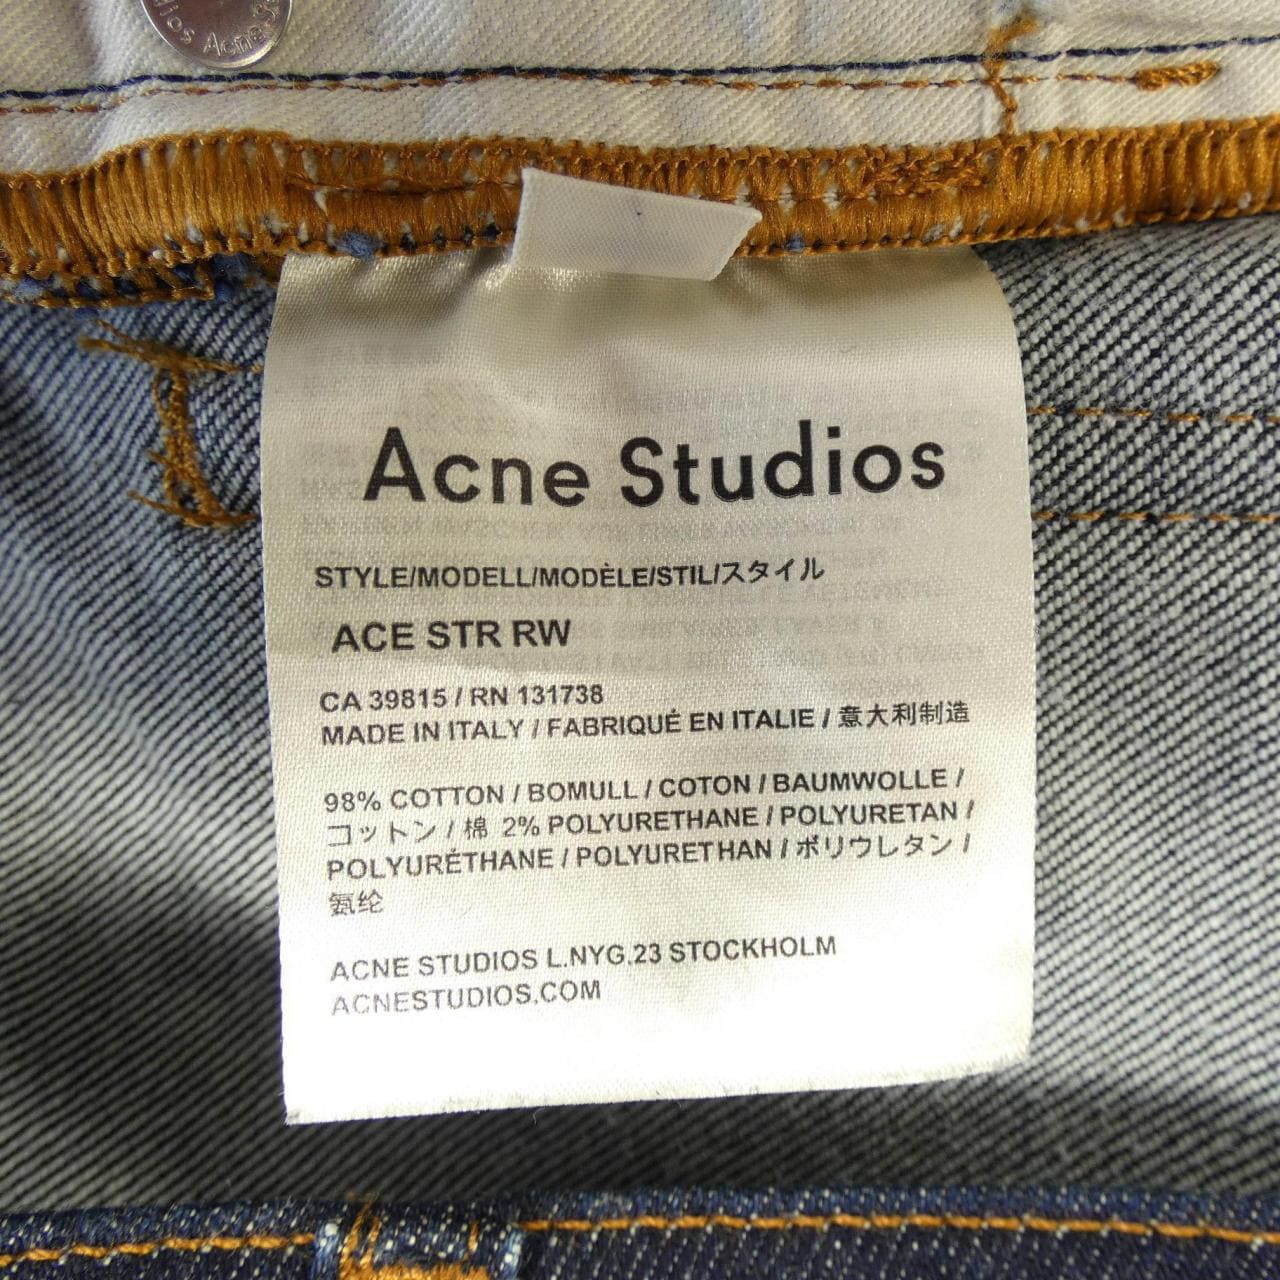 dios Acne S
Acne Studios
STYLE/MODELL/MODÈLE/STIL/スタイル
ACE STR RW
CA 39815 / RN 131738
MADE IN ITALY / FABRIQUÉ EN ITALIE / 意大利制造
98% COTTON / BOMULL / COTON / BAUMWOLLE /
コットン / 棉 2% POLYURETHANE / POLYURETAN /
POLYURÉTHANE / POLYURETHAN / ポリウレタン /
氨纶
ACNE STUDIOS L.NYG.23 STOCKHOLM
ACNESTUDIOS.COM